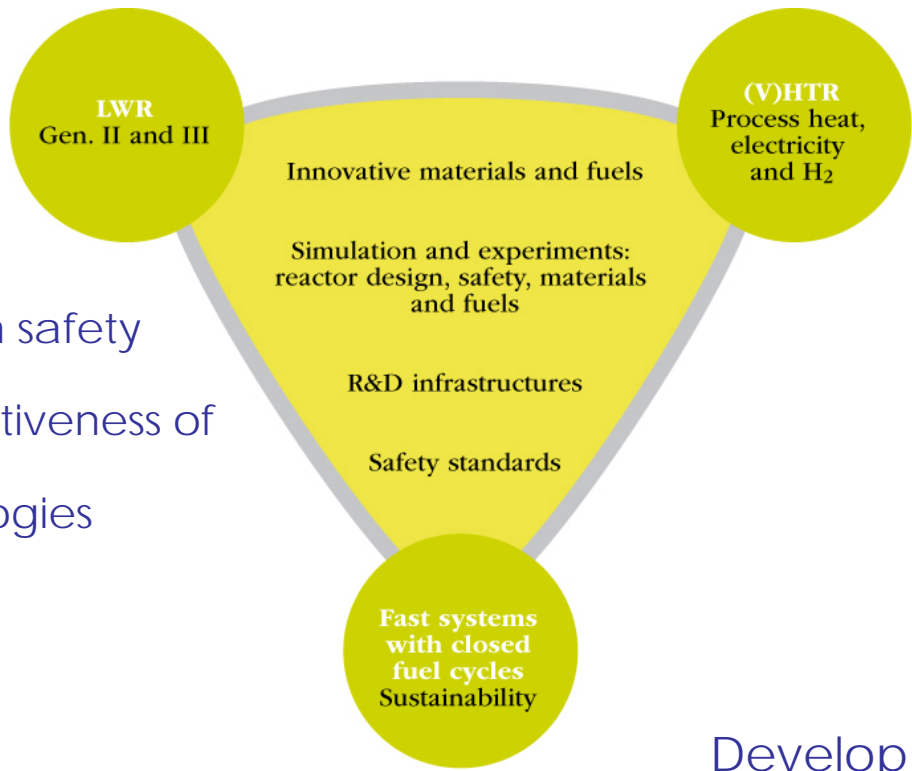 LWR
Gen. II and III
(V)HTR
Process heat,
electricity
and H2
Innovative materials and fuels
Simulation and experiments:
reactor design, safety, materials
and fuels
R&D infrastructures
Safety standards
safety
tiveness of
ogies
Fast systems
with closed
fuel cycles
Sustainability
Develop